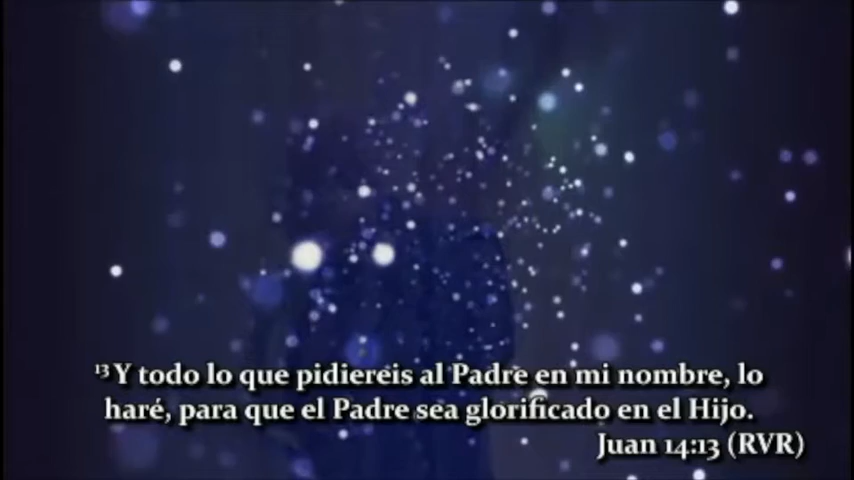 ¹³ Y todo lo que pidiereis al Padre en mi nombre, lo
haré, para que el Padre sea glorificado en el Hijo.
Juan 14:13 (RVR)